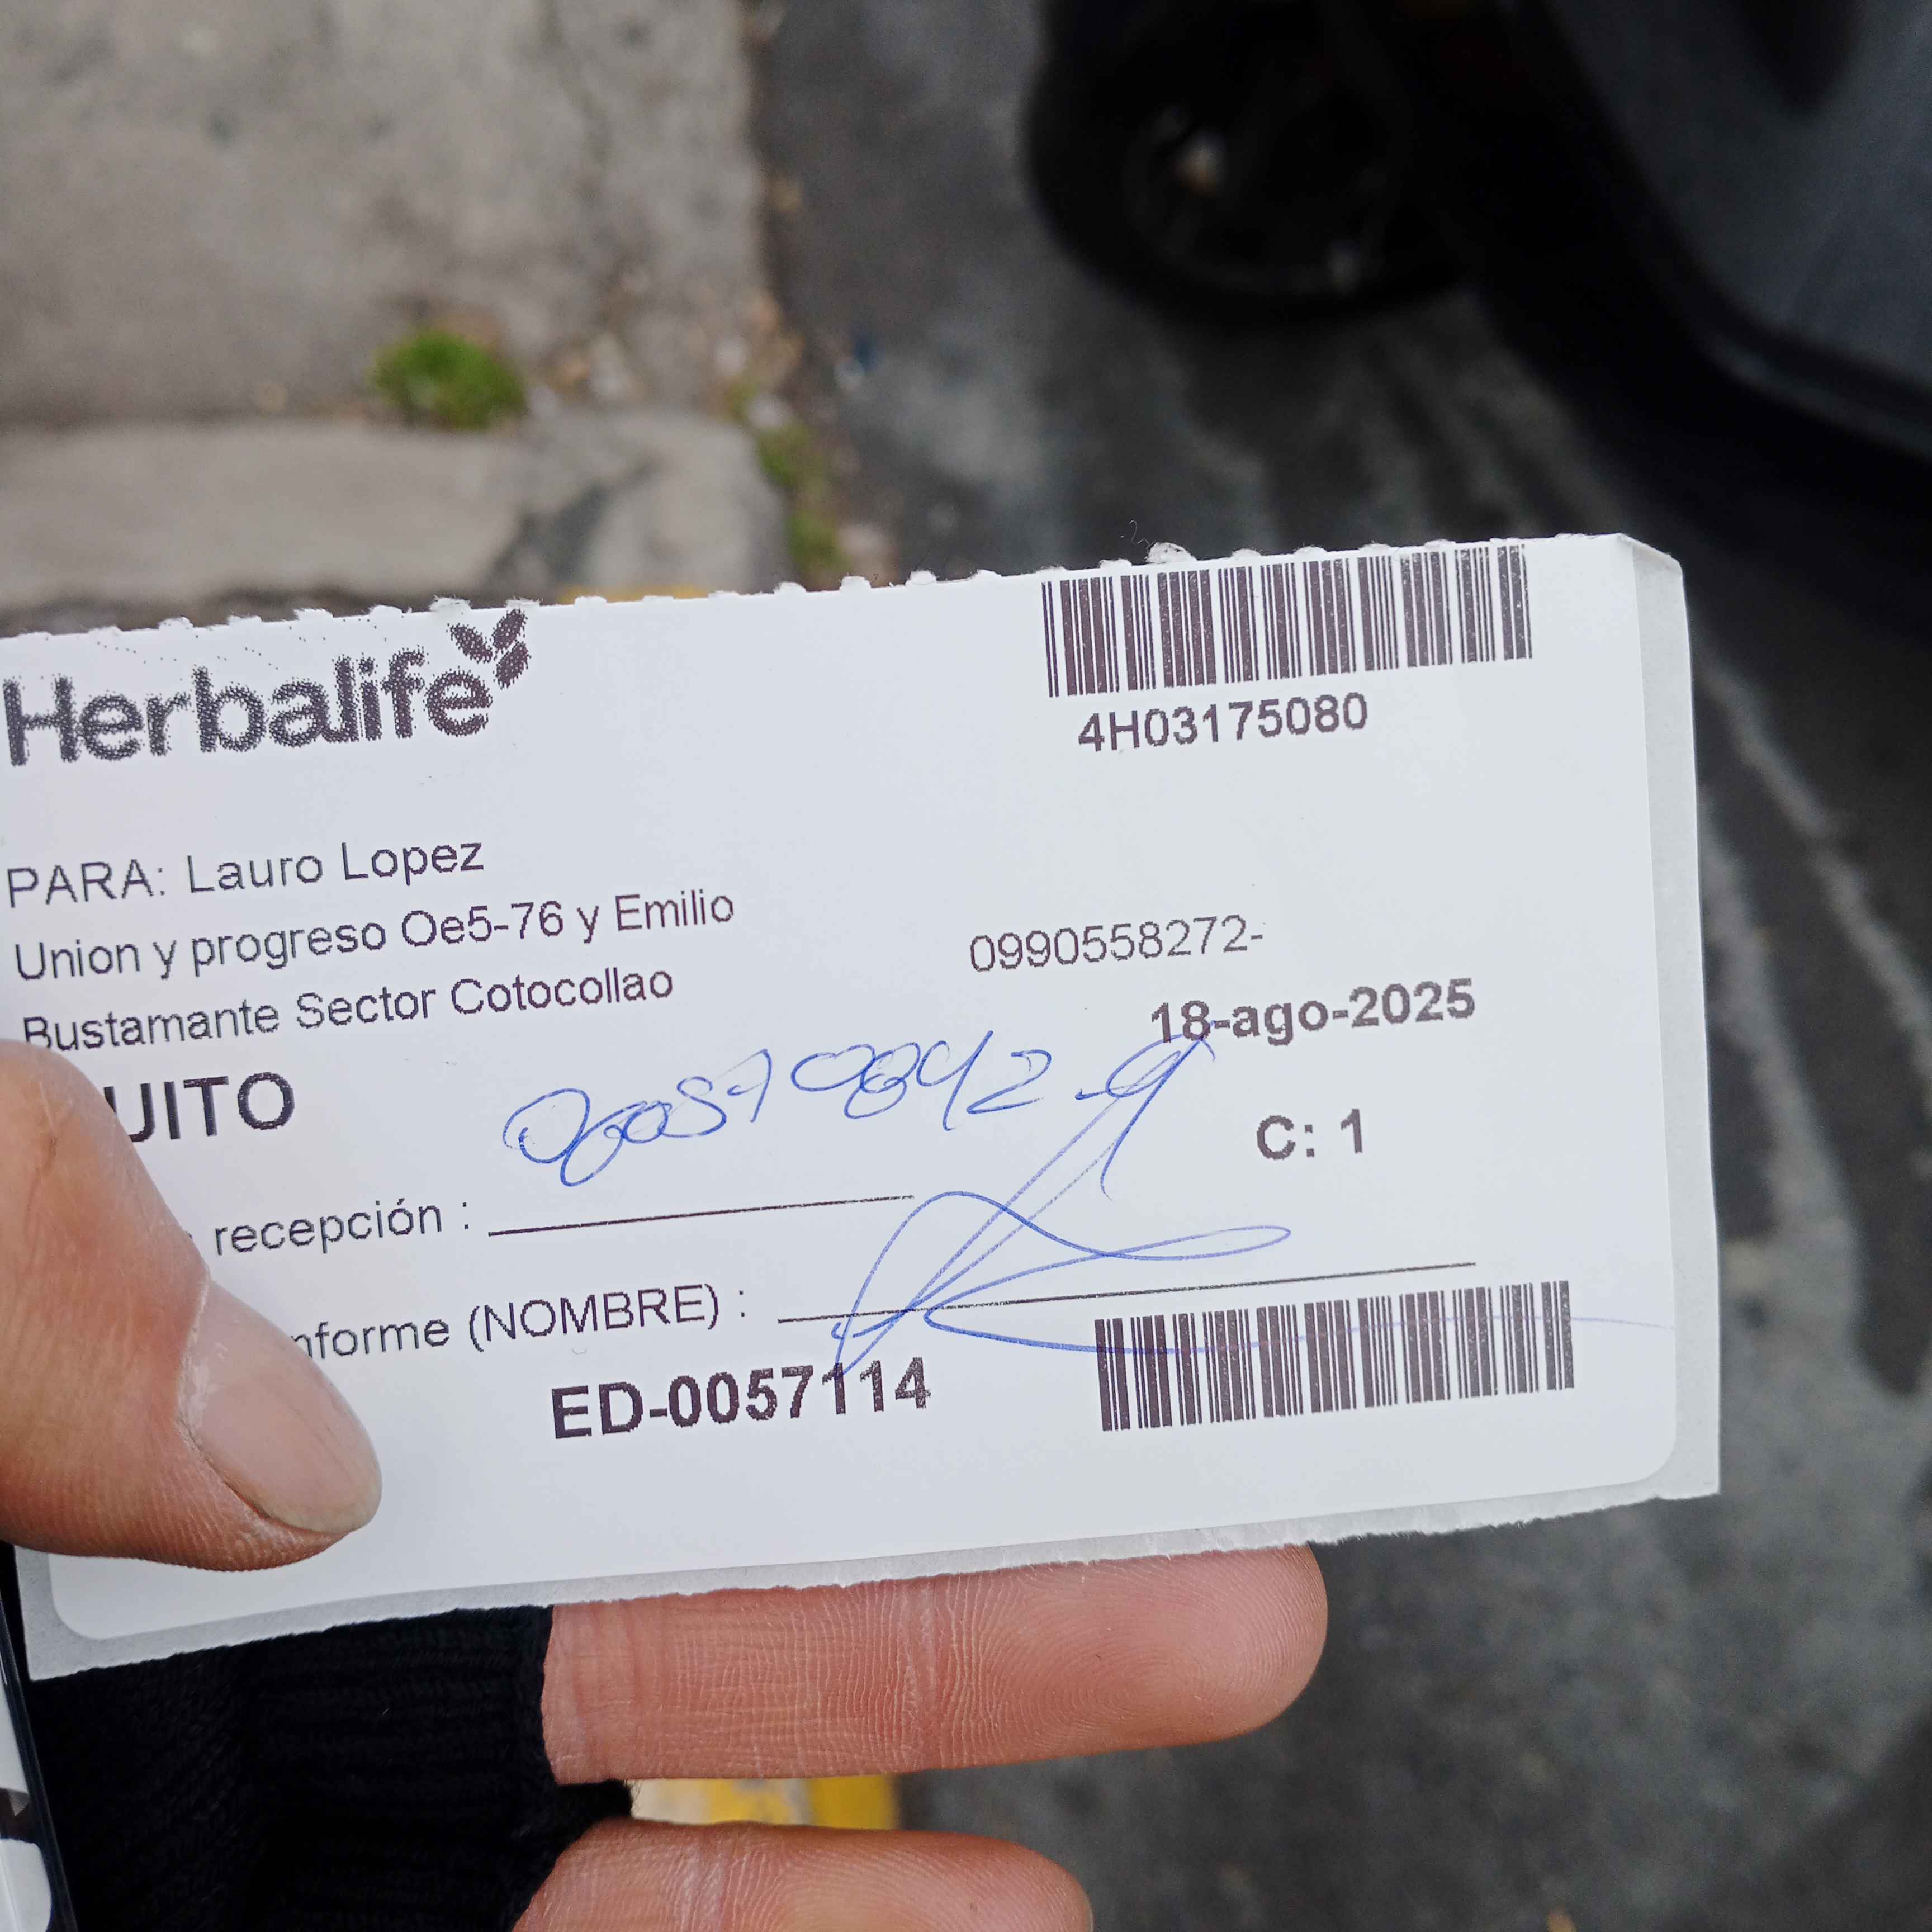 Herbalife
4H03175080
PARA: Lauro Lopez
Union y progreso Oe5-76 y Emilio
Bustamante Sector Cotocollao
0990558272-
18-ago-2025
UITO
C: 1
recepción :
nforme (NOMBRE) :
ED-0057114